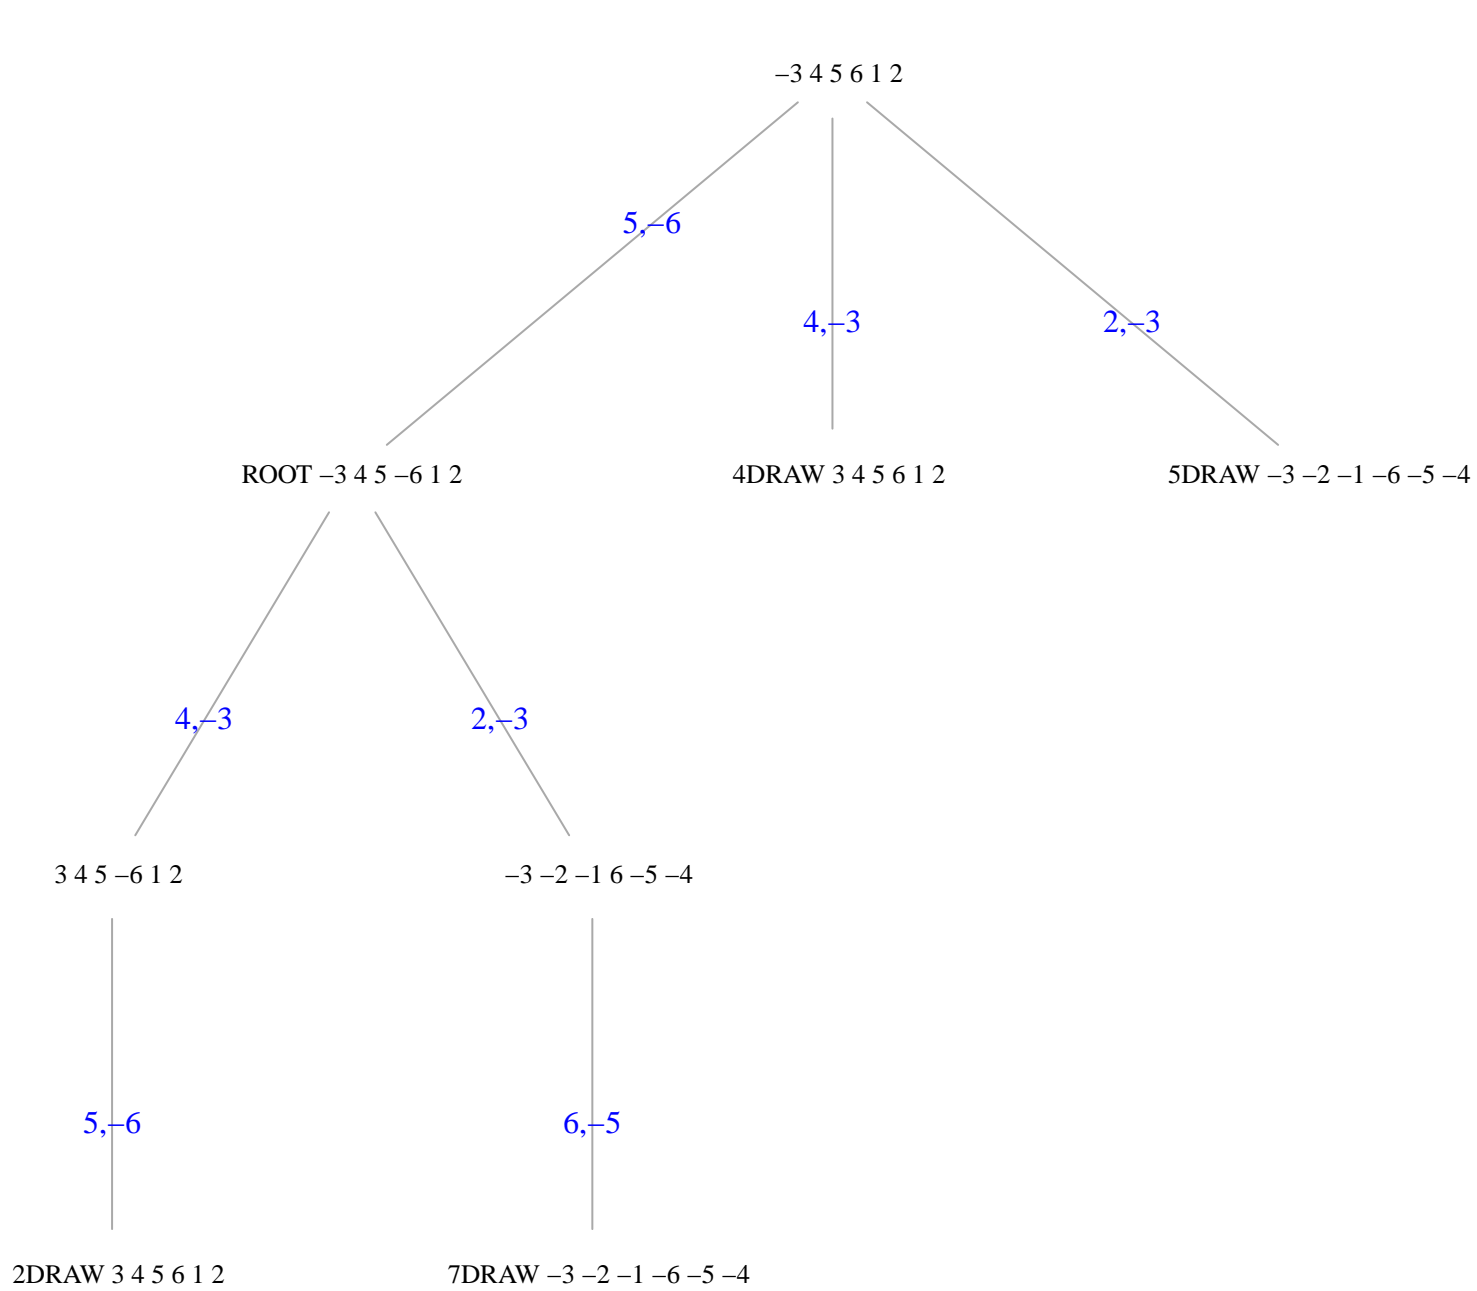 –3 4 5 6 1 2
5,–6
4,–3
2,–3
ROOT –3 4 5 –6 1 2
4DRAW 3 4 5 6 1 2
5DRAW –3 –2 –1 –6 –5 –4
4,–3
2,–3
3 4 5 –6 1 2
–3 –2 –1 6 –5 –4
5,–6
6,–5
2DRAW 3 4 5 6 1 2
7DRAW –3 –2 –1 –6 –5 –4